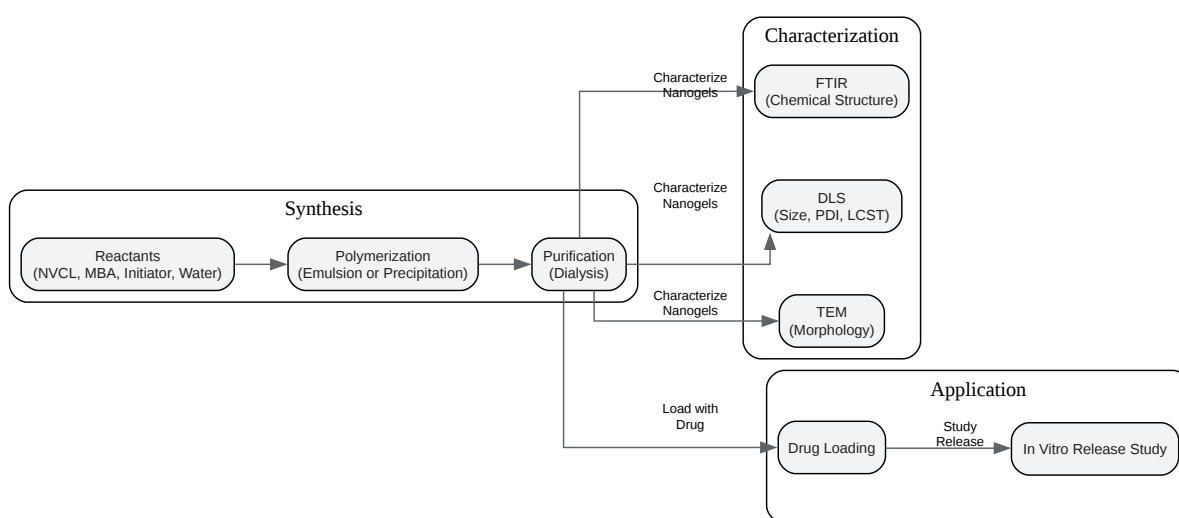 Characterization
Characterize
Nanogels
FTIR
(Chemical Structure)
Characterize
Nanogels
DLS
(Size, PDI, LCST)
Synthesis
Reactants
(NVCL, MBA, Initiator, Water)
Polymerization
(Emulsion or Precipitation)
Purification
(Dialysis)
Characterize
Nanogels
TEM
(Morphology)
Application
Load with
Drug
Drug Loading
Study
Release
In Vitro Release Study